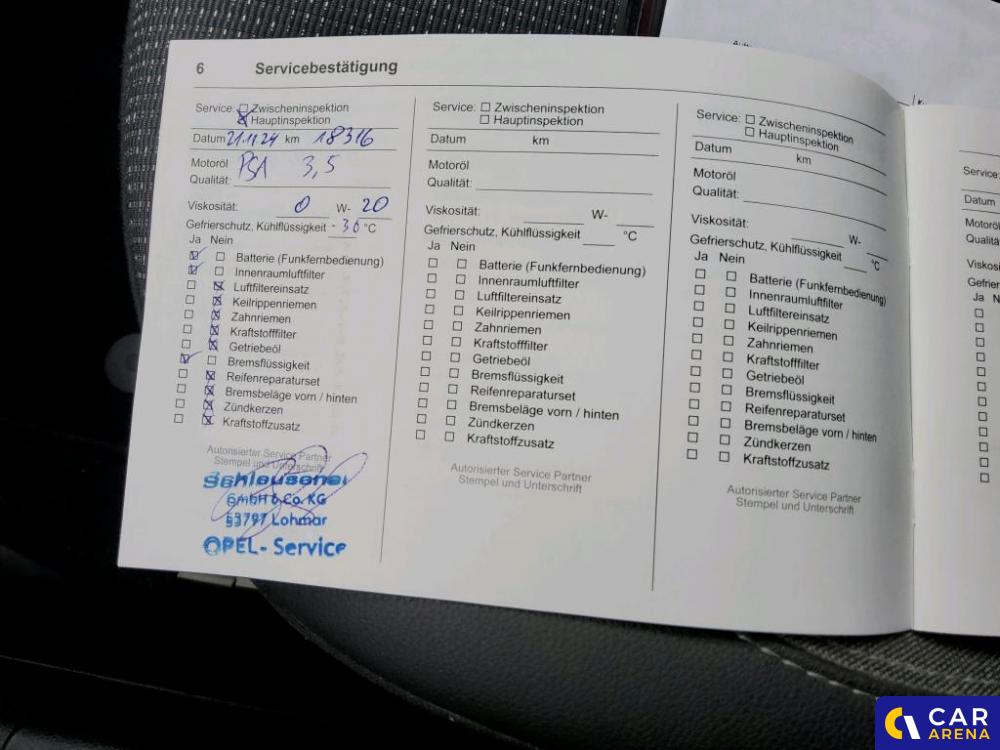 6 Servicebestätigung
Service: Zwischeninspektion
Hauptinspektion
Datum 21.11.24 km 18316
Motoröl PSA 3,5
Qualität:
Viskosität: 0 W- 20
Gefrierschutz, Kühlflüssigkeit -36 °C
Ja Nein
Batterie (Funkfernbedienung)
Innenraumluftfilter
Luftfiltereinsatz
Keilrippenriemen
Zahnriemen
Kraftstofffilter
Getriebeöl
Bremsflüssigkeit
Reifenreparaturset
Bremsbeläge vorn / hinten
Zündkerzen
Kraftstoffzusatz
Autorisierter Service Partner
Stempel und Unterschrift
GmbH & Co. KG
53797 Lohmar
OPEL- Service
Service: Zwischeninspektion
Hauptinspektion
Datum km
Motoröl
Qualität:
Viskosität: W-
Gefrierschutz, Kühlflüssigkeit °C
Ja Nein
Batterie (Funkfernbedienung)
Innenraumluftfilter
Luftfiltereinsatz
Keilrippenriemen
Zahnriemen
Kraftstofffilter
Getriebeöl
Bremsflüssigkeit
Reifenreparaturset
Bremsbeläge vorn / hinten
Zündkerzen
Kraftstoffzusatz
Autorisierter Service Partner
Stempel und Unterschrift
Service: Zwischeninspektion
Hauptinspektion
Datum km
Motoröl
Qualität:
Viskosität: W-
Gefrierschutz, Kühlflüssigkeit °C
Ja Nein
Batterie (Funkfernbedienung)
Innenraumluftfilter
Luftfiltereinsatz
Keilrippenriemen
Zahnriemen
Kraftstofffilter
Getriebeöl
Bremsflüssigkeit
Reifenreparaturset
Bremsbeläge vorn / hinten
Zündkerzen
Kraftstoffzusatz
Autorisierter Service Partner
Stempel und Unterschrift
Service:
Datum
Ja
CAR
ARENA